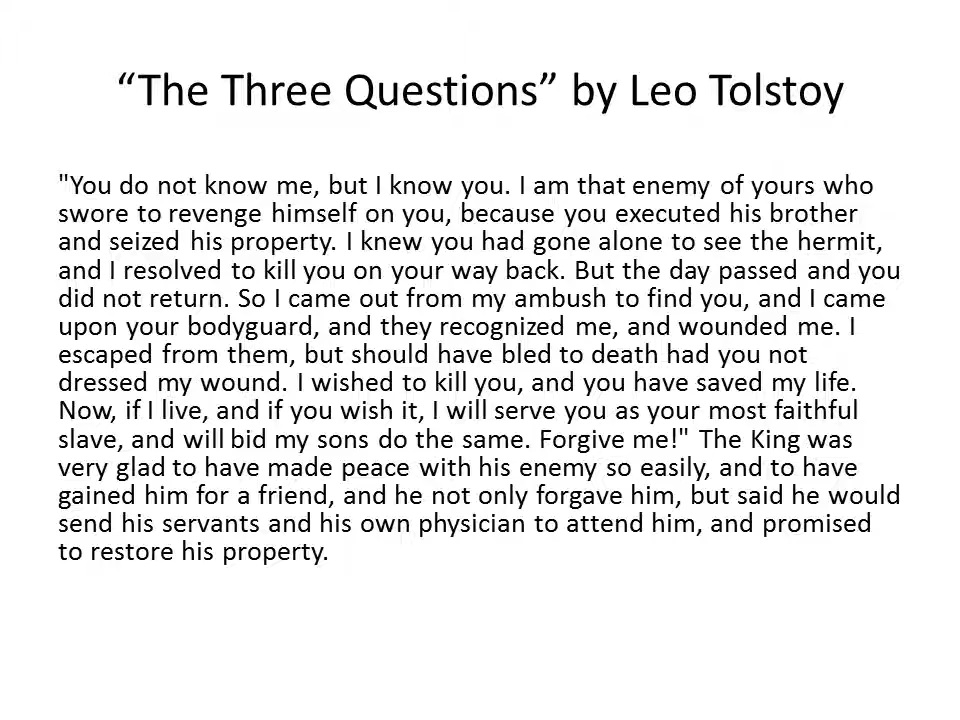 “The Three Questions” by Leo Tolstoy
"You do not know me, but I know you. I am that enemy of yours who
swore to revenge himself on you, because you executed his brother
and seized his property. I knew you had gone alone to see the hermit,
and I resolved to kill you on your way back. But the day passed and you
did not return. So I came out from my ambush to find you, and I came
upon your bodyguard, and they recognized me, and wounded me. I
escaped from them, but should have bled to death had you not
dressed my wound. I wished to kill you, and you have saved my life.
Now, if I live, and if you wish it, I will serve you as your most faithful
slave, and will bid my sons do the same. Forgive me!" The King was
very glad to have made peace with his enemy so easily, and to have
gained him for a friend, and he not only forgave him, but said he would
send his servants and his own physician to attend him, and promised
to restore his property.